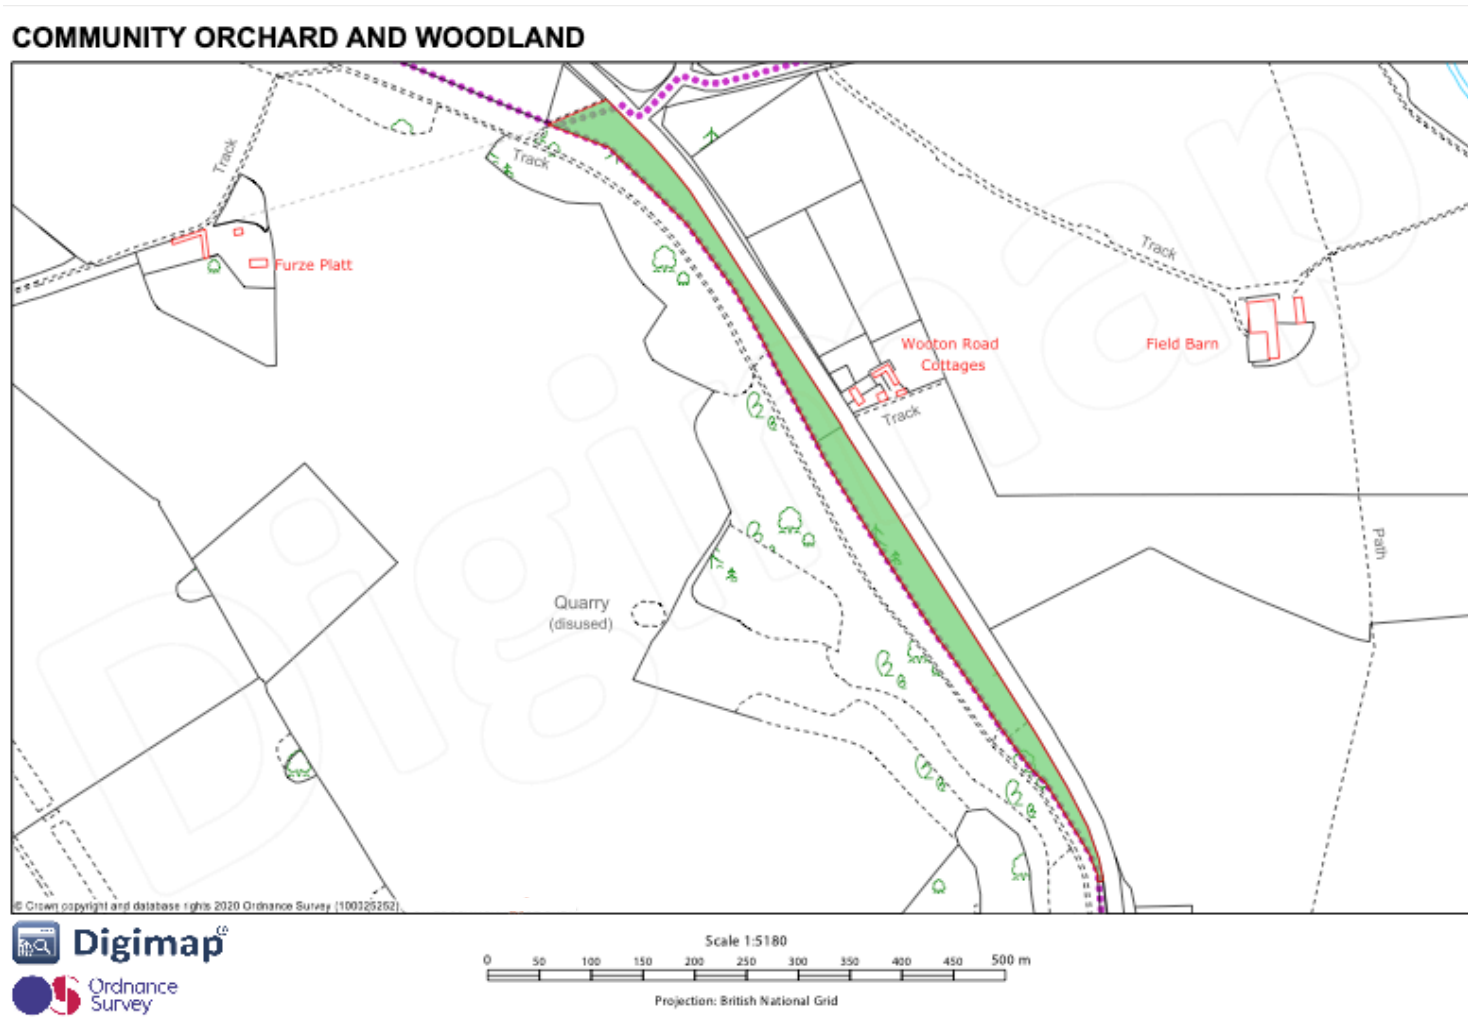 COMMUNITY ORCHARD AND WOODLAND
Track
Track
Furze Platt
Track
Wooton Road
Cottages
Track
Field Barn
Path
Quarry
(disused)
Digimap
© Crown copyright and database rights 2020 Ordnance Survey (100025252)
Digimap
Ordnance
Survey
Scale 1:5180
0 50 100 150 200 250 300 350 400 450 500 m
Projection: British National Grid